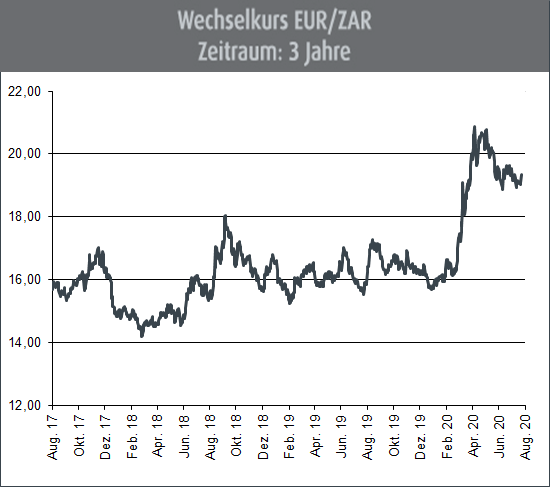 Wechselkurs EUR/ZAR
Zeitraum: 3 Jahre
22,00
20,00
18,00
16,00
14,00
12,00
Aug. 17
Okt. 17
Dez. 17
Feb. 18
Apr. 18
Jun. 18
Aug. 18
Okt. 18
Dez. 18
Feb. 19
Apr. 19
Jun. 19
Aug. 19
Okt. 19
Dez. 19
Feb. 20
Apr. 20
Jun. 20
Aug. 20